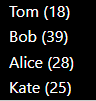 Tom (18)
Bob (39)
Alice (28)
Kate (25)